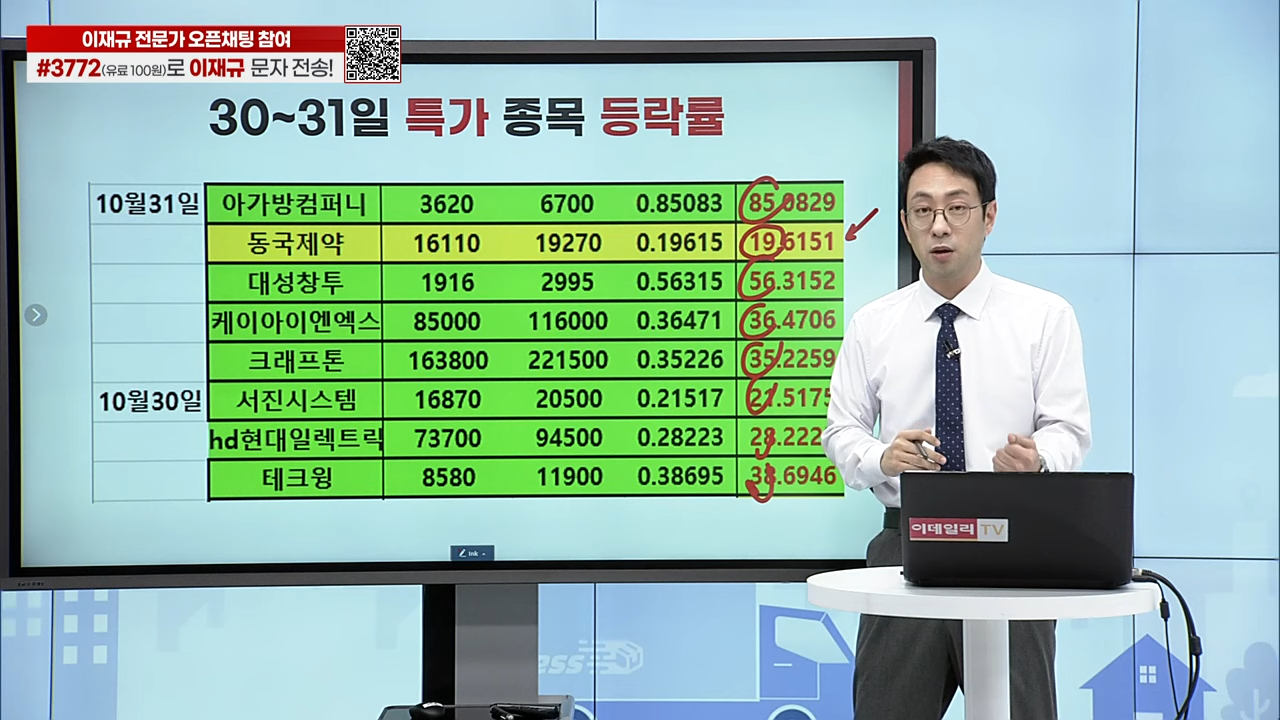 이재규 전문가 오픈채팅 참여
#3772(유료 100원)로 이재규 문자 전송!
30~31일 특가 종목 등락률
10월31일 아가방컴퍼니 3620 6700 0.85083 85.0829
동국제약 16110 19270 0.19615 19.6151
대성창투 1916 2995 0.56315 56.3152
케이아이엔엑스 85000 116000 0.36471 36.4706
크래프톤 163800 221500 0.35226 35.2259
10월30일 서진시스템 16870 20500 0.21517 21.5175
hd현대일렉트릭 73700 94500 0.28223 28.222
테크윙 8580 11900 0.38695 38.6946
Ink
이데일리 TV
ess